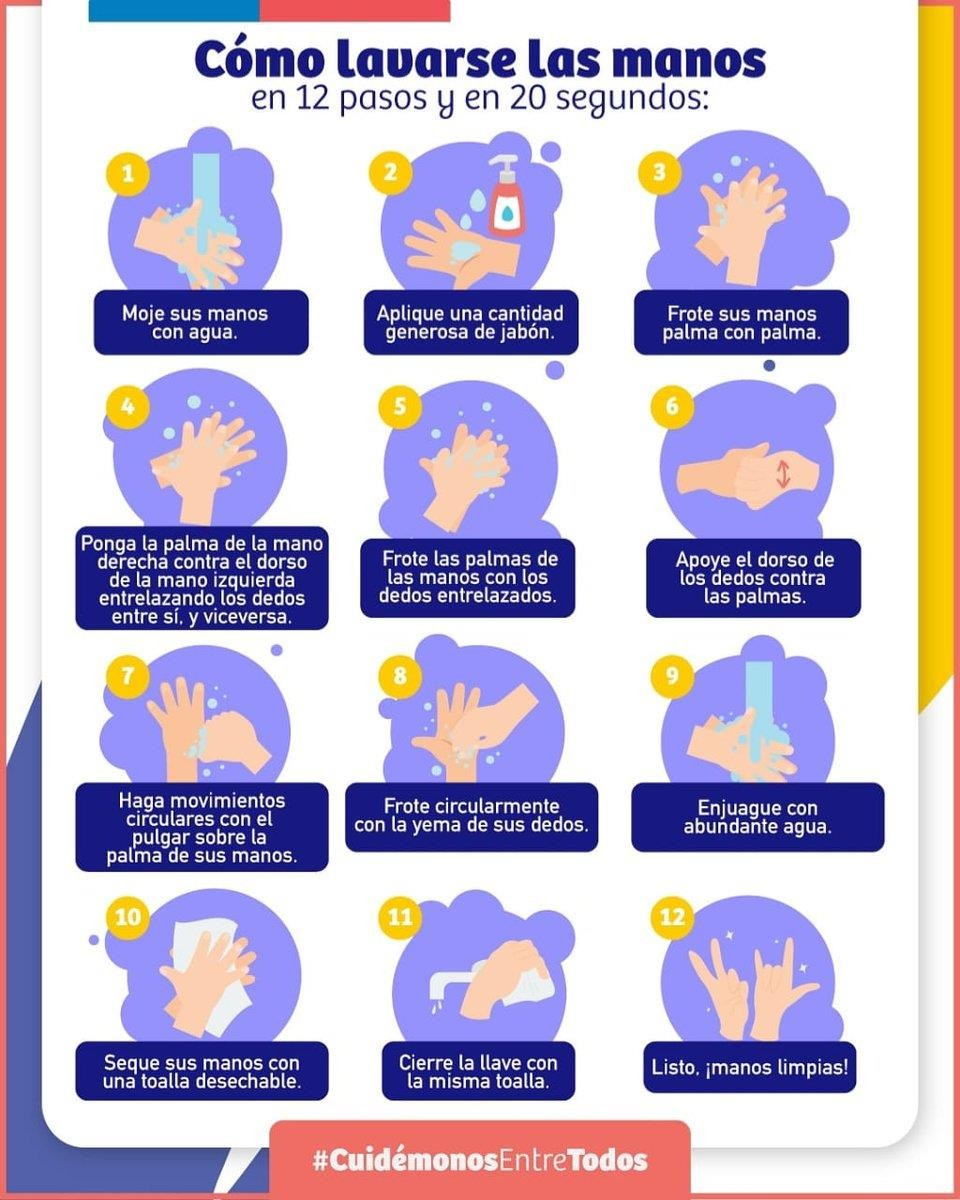 Cómo lavarse las manos
en 12 pasos y en 20 segundos:
1
Moje sus manos
con agua.
2
Aplique una cantidad
generosa de jabón.
3
Frote sus manos
palma con palma.
4
Ponga la palma de la mano
derecha contra el dorso
de la mano izquierda
entrelazando los dedos
entre sí, y viceversa.
5
Frote las palmas de
las manos con los
dedos entrelazados.
6
Apoye el dorso de
los dedos contra
las palmas.
7
Haga movimientos
circulares con el
pulgar sobre la
palma de sus manos.
8
Frote circularmente
con la yema de sus dedos.
9
Enjuague con
abundante agua.
10
Seque sus manos con
una toalla desechable.
11
Cierre la llave con
la misma toalla.
12
Listo, ¡manos limpias!
#CuidémonosEntreTodos